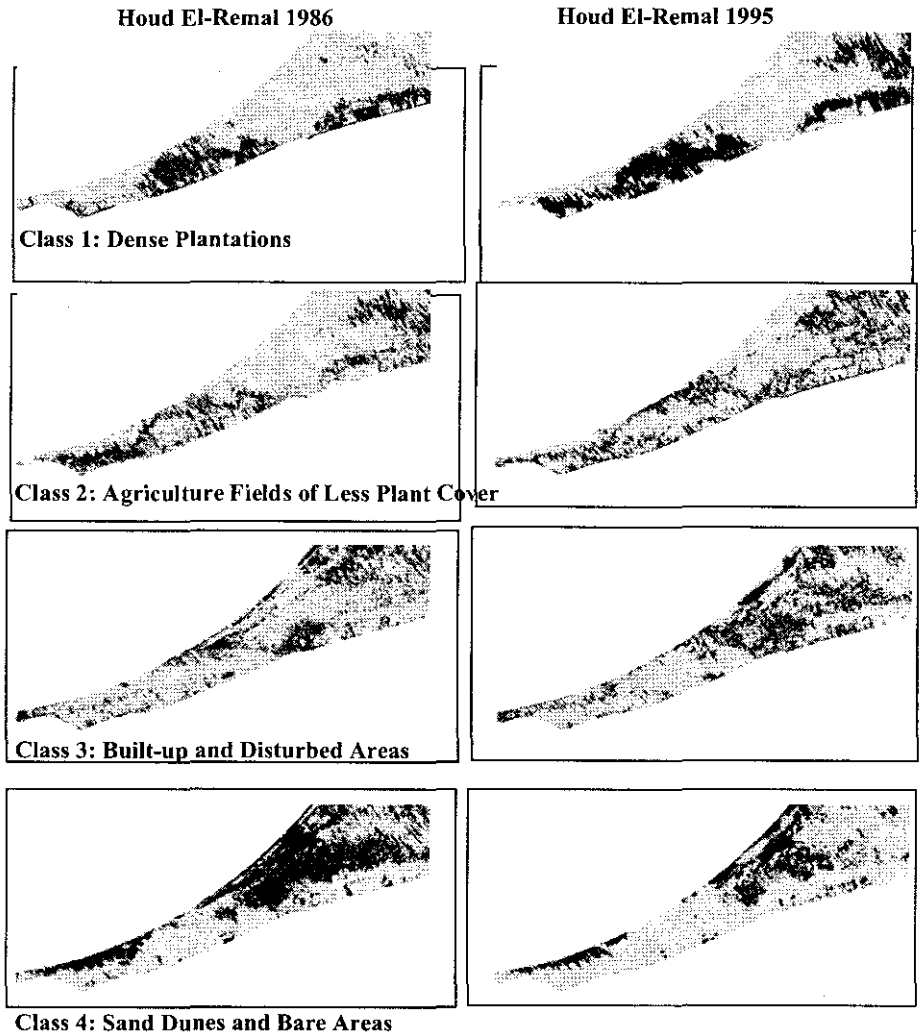 Houd El-Remal 1986
Houd El-Remal 1995
Class 1: Dense Plantations
Class 2: Agriculture Fields of Less Plant Cover
Class 3: Built-up and Disturbed Areas
Class 4: Sand Dunes and Bare Areas